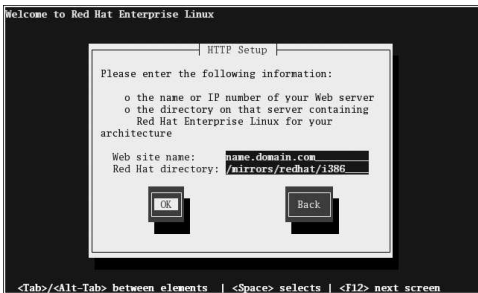 Welcome to Red Hat Enterprise Linux
HTTP Setup
Please enter the following information:
o the name or IP number of your Web server
o the directory on that server containing
Red Hat Enterprise Linux for your
architecture
Web site name: name.domain.com
Red Hat directory: /mirrors/redhat/i386
OK Back
<Tab>/<Alt-Tab> between elements | <Space> selects | <F12> next screen